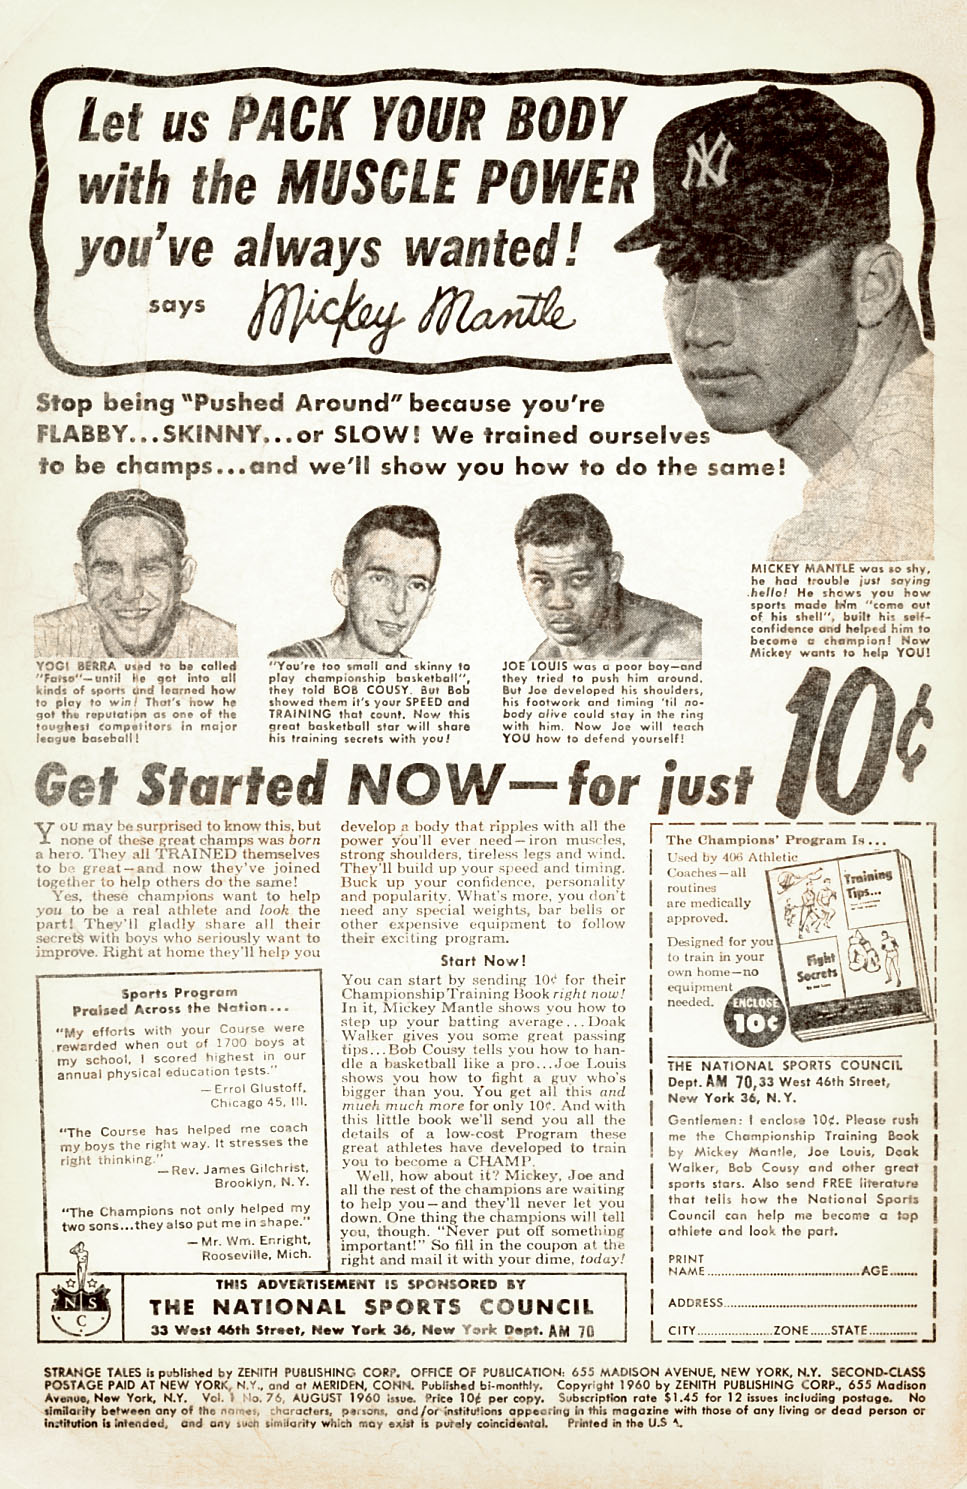 Let us PACK YOUR BODY
with the MUSCLE POWER
you've always wanted!
says Mickey Mantle
NY
Stop being "Pushed Around" because you're
FLABBY...SKINNY...or SLOW! We trained ourselves
to be champs...and we'll show you how to do the same!
MICKEY MANTLE was so shy,
he had trouble just saying
hello! He shows you how
sports made him "come out
of his shell", built his self-
confidence and helped him to
become a champion! Now
Mickey wants to help YOU!
YOGI BERRA used to be called
"Fatso"—until he got into all
kinds of sports and learned how
to play to win! That's how he
got the reputation as one of the
toughest competitors in major
league baseball!
"You're too small and skinny to
play championship basketball",
they told BOB COUSY. But Bob
showed them it's your SPEED and
TRAINING that count. Now this
great basketball star will share
his training secrets with you!
JOE LOUIS was a poor boy—and
they tried to push him around.
But Joe developed his shoulders,
his footwork and timing 'til no-
body alive could stay in the ring
with him. Now Joe will teach
YOU how to defend yourself!
Get Started NOW—for just 10¢
You may be surprised to know this, but
none of these great champs was born
a hero. They all TRAINED themselves
to be great—and now they've joined
together to help others do the same!
Yes, these champions want to help
you to be a real athlete and look the
part! They'll gladly share all their
secrets with boys who seriously want to
improve. Right at home they'll help you
develop a body that ripples with all the
power you'll ever need—iron muscles,
strong shoulders, tireless legs and wind.
They'll build up your speed and timing.
Buck up your confidence, personality
and popularity. What's more, you don't
need any special weights, bar bells or
other expensive equipment to follow
their exciting program.
Start Now!
You can start by sending 10¢ for their
Championship Training Book right now!
In it, Mickey Mantle shows you how to
step up your batting average...Doak
Walker gives you some great passing
tips...Bob Cousy tells you how to han-
dle a basketball like a pro...Joe Louis
shows you how to fight a guy who's
bigger than you. You get all this and
much much more for only 10¢. And with
this little book we'll send you all the
details of a low-cost Program these
great athletes have developed to train
you to become a CHAMP.
Well, how about it? Mickey, Joe and
all the rest of the champions are waiting
to help you—and they'll never let you
down. One thing the champions will tell
you, though. "Never put off something
important!" So fill in the coupon at the
right and mail it with your dime, today!
Sports Program
Praised Across the Nation...
"My efforts with your Course were
rewarded when out of 1700 boys at
my school, I scored highest in our
annual physical education tests."
—Errol Glustoff,
Chicago 45, Ill.
"The Course has helped me coach
my boys the right way. It stresses the
right thinking."
—Rev. James Gilchrist,
Brooklyn, N.Y.
"The Champions not only helped my
two sons...they also put me in shape."
—Mr. Wm. Enright,
Rooseville, Mich.
NSC
THIS ADVERTISEMENT IS SPONSORED BY
THE NATIONAL SPORTS COUNCIL
33 West 46th Street, New York 36, New York Dept. AM 70
The Champions' Program Is...
Used by 406 Athletic
Coaches—all
routines
are medically
approved.
Designed for you
to train in your
own home—no
equipment
needed.
Training
Tips...
Fight
Secrets
ENCLOSE
10¢
THE NATIONAL SPORTS COUNCIL
Dept. AM 70, 33 West 46th Street,
New York 36, N.Y.
Gentlemen: I enclose 10¢. Please rush
me the Championship Training Book
by Mickey Mantle, Joe Louis, Doak
Walker, Bob Cousy and other great
sports stars. Also send FREE literature
that tells how the National Sports
Council can help me become a top
athlete and look the part.
PRINT
NAME..........AGE.......
ADDRESS..........
CITY..........ZONE......STATE..........
STRANGE TALES is published by ZENITH PUBLISHING CORP. OFFICE OF PUBLICATION: 655 MADISON AVENUE, NEW YORK, N.Y. SECOND-CLASS
POSTAGE PAID AT NEW YORK, N.Y., and at MERIDEN, CONN. Published bi-monthly. Copyright 1960 by ZENITH PUBLISHING CORP., 655 Madison
Avenue, New York, N.Y. Vol. 1 No. 76, AUGUST 1960 issue. Price 10¢ per copy. Subscription rate $1.45 for 12 issues including postage. No
similarity between any of the names, characters, persons, and/or institutions appearing in this magazine with those of any living or dead person or
institution is intended, and any such similarity which may exist is purely coincidental. Printed in the U.S.A.